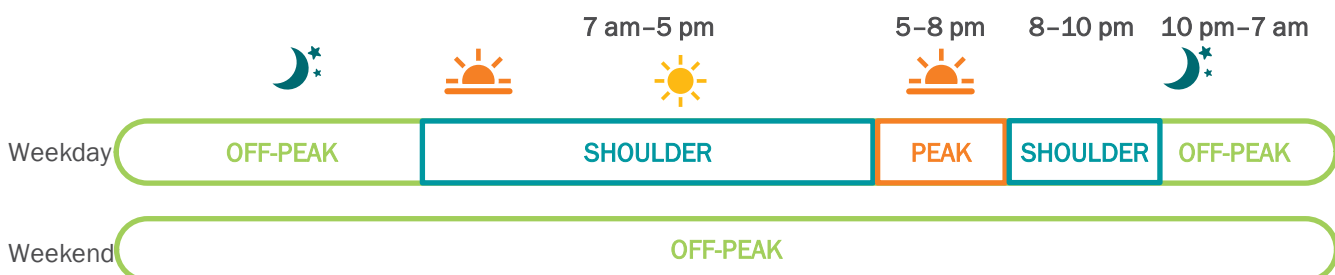 7 am–5 pm 5–8 pm 8–10 pm 10 pm–7 am
Weekday OFF-PEAK SHOULDER PEAK SHOULDER OFF-PEAK
Weekend OFF-PEAK